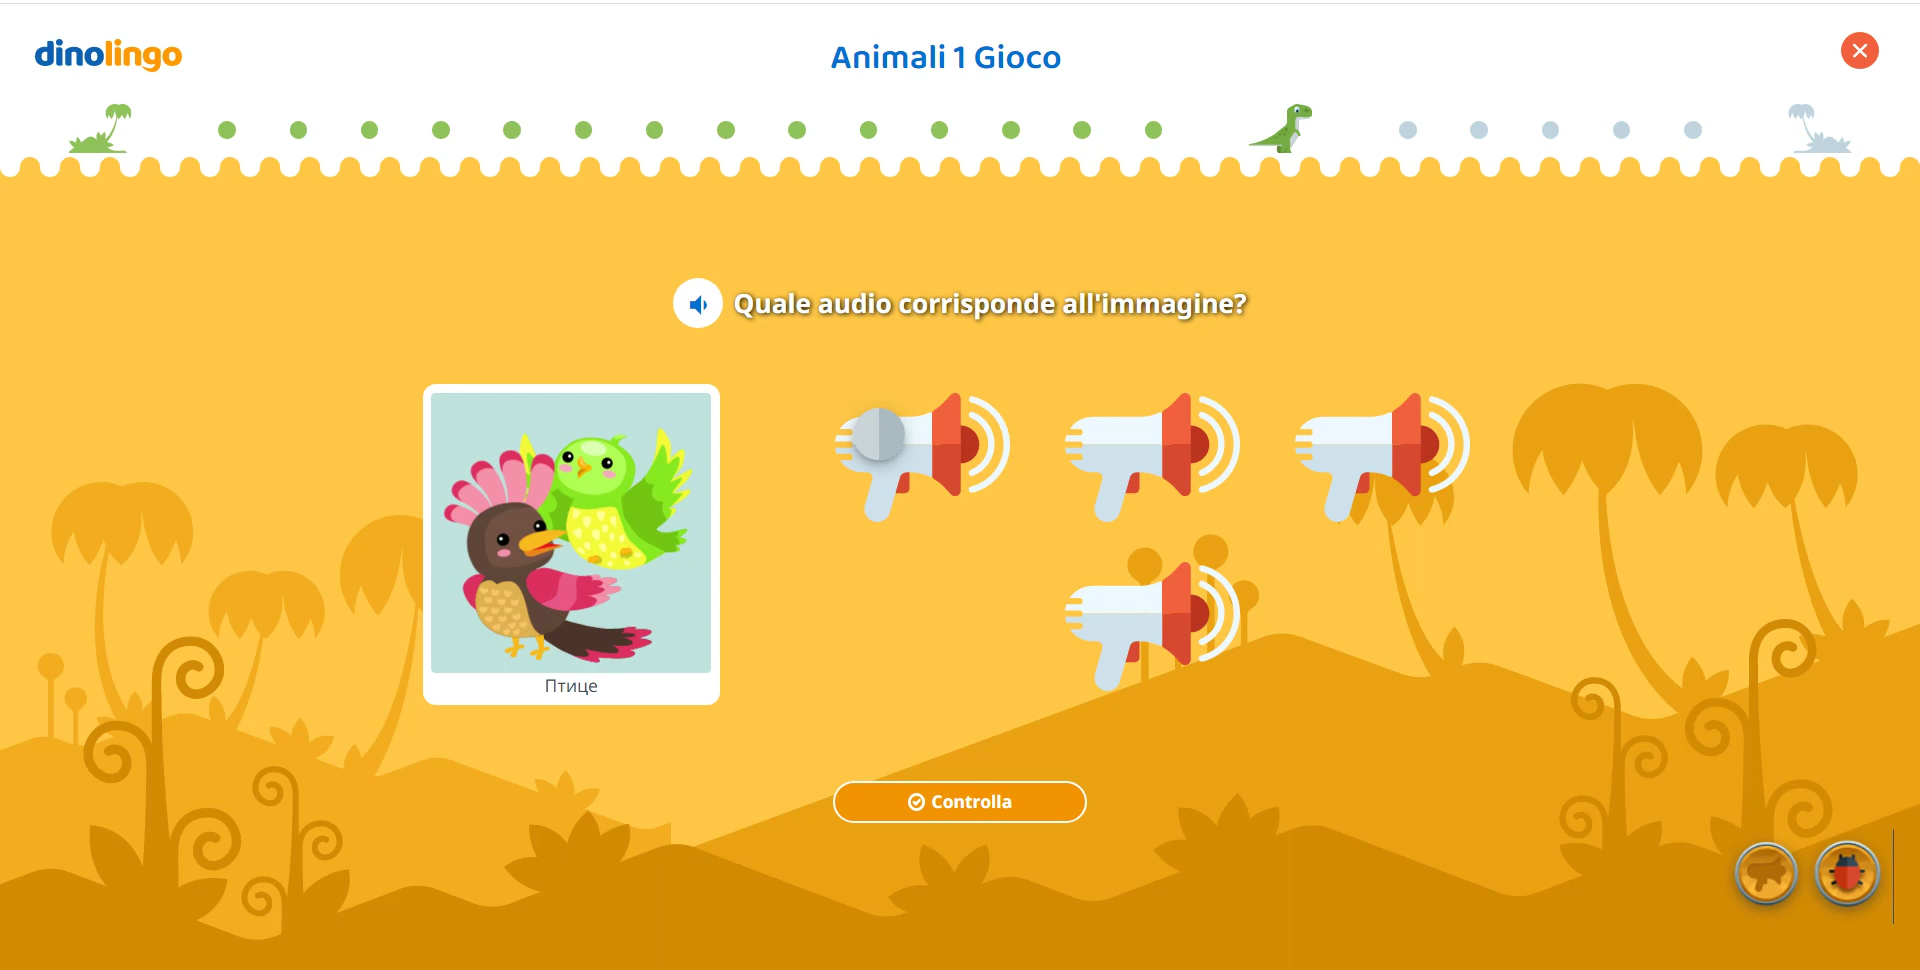 dinolingo
Animali 1 Gioco
Quale audio corrisponde all'immagine?
Птице
Controlla